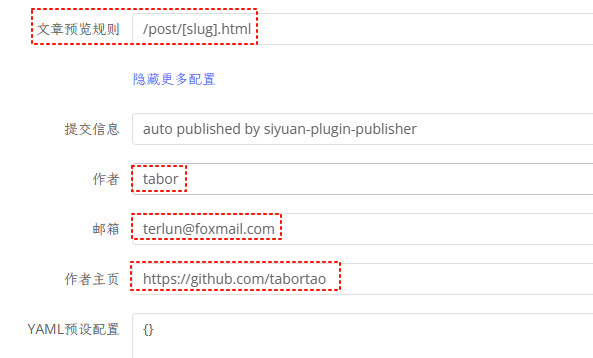 文章预览规则 /post/[slug].html
隐藏更多配置
提交信息 auto published by siyuan-plugin-publisher
作者 tabor
邮箱 terlun@foxmail.com
作者主页 https://github.com/tabortao
YAML预设配置 {}